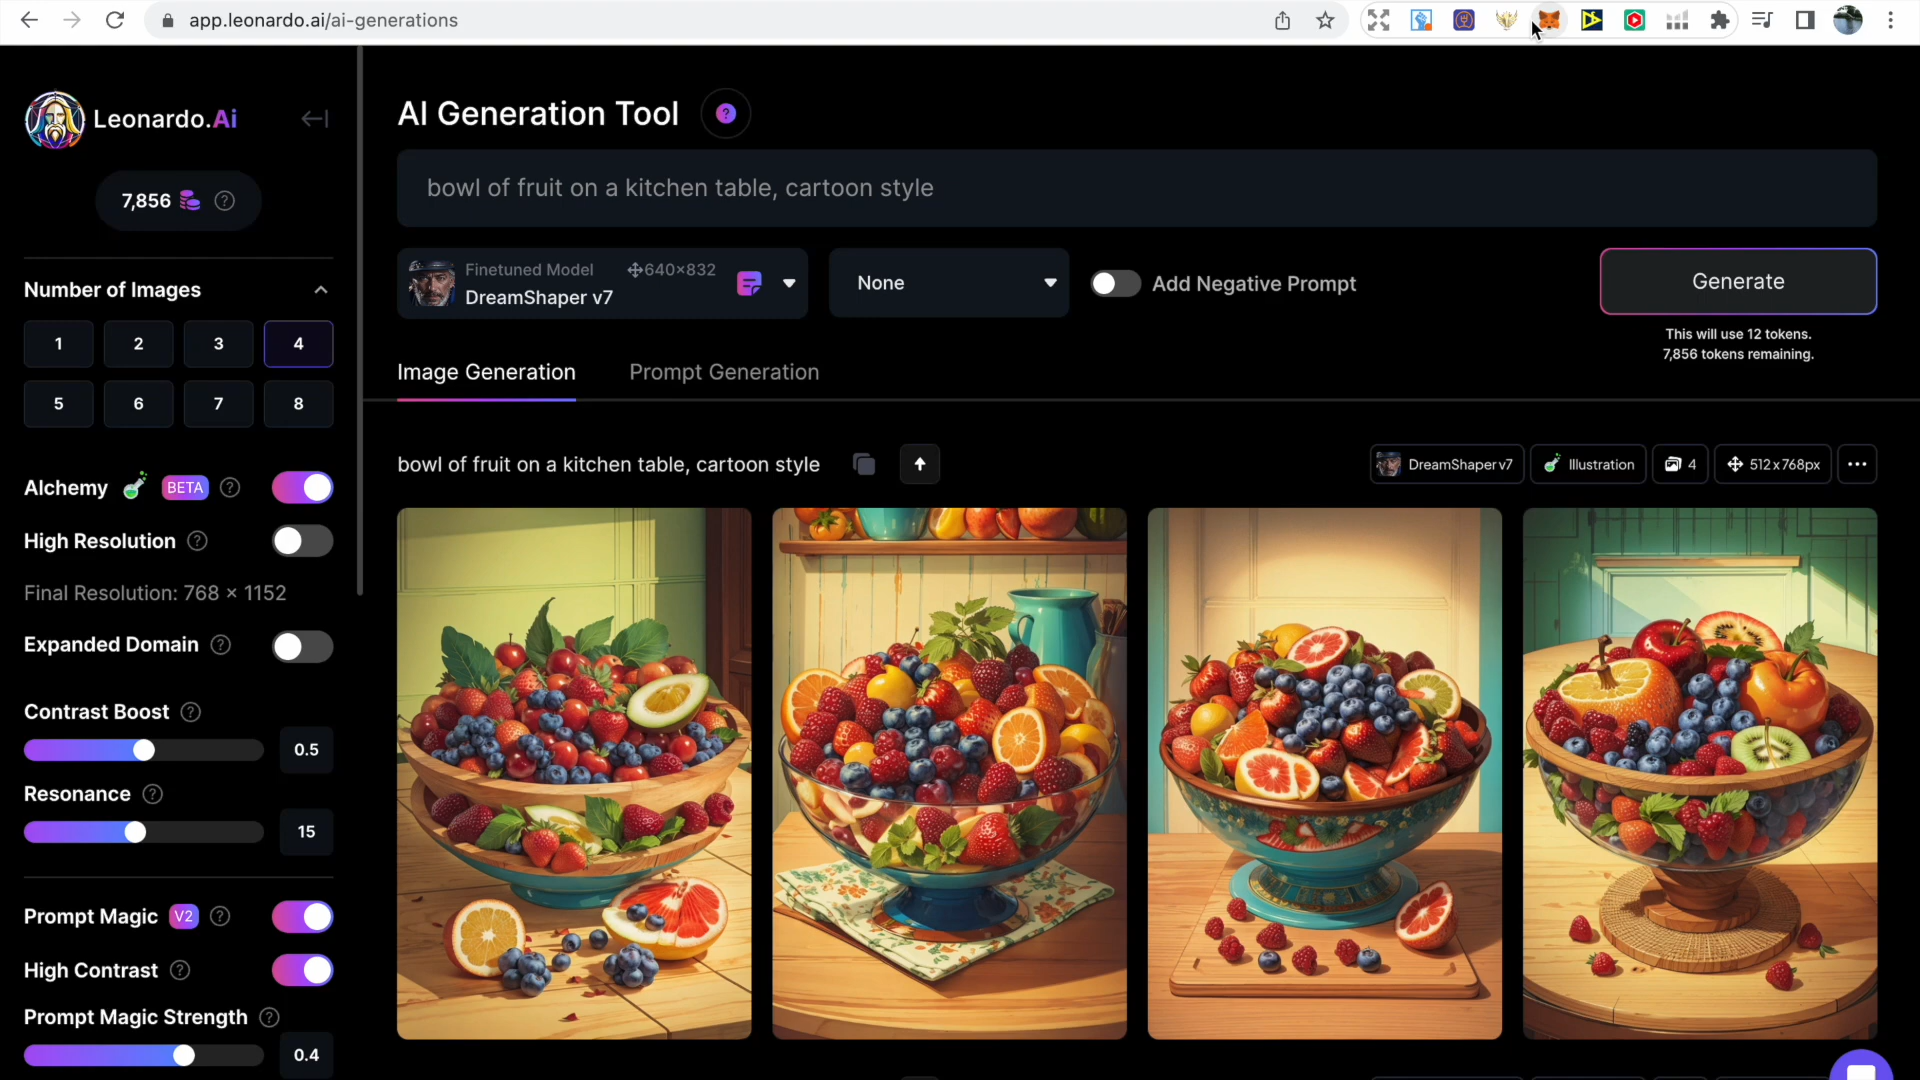 app.leonardo.ai/ai-generations
Leonardo.Ai
7,856
Number of Images
1 2 3 4
5 6 7 8
Alchemy BETA
High Resolution
Final Resolution: 768 × 1152
Expanded Domain
Contrast Boost
0.5
Resonance
15
Prompt Magic V2
High Contrast
Prompt Magic Strength
0.4
AI Generation Tool
bowl of fruit on a kitchen table, cartoon style
Finetuned Model 640×832
DreamShaper v7
None
Add Negative Prompt
Generate
This will use 12 tokens.
7,856 tokens remaining.
Image Generation Prompt Generation
bowl of fruit on a kitchen table, cartoon style
DreamShaper v7 Illustration 4 512 x 768px